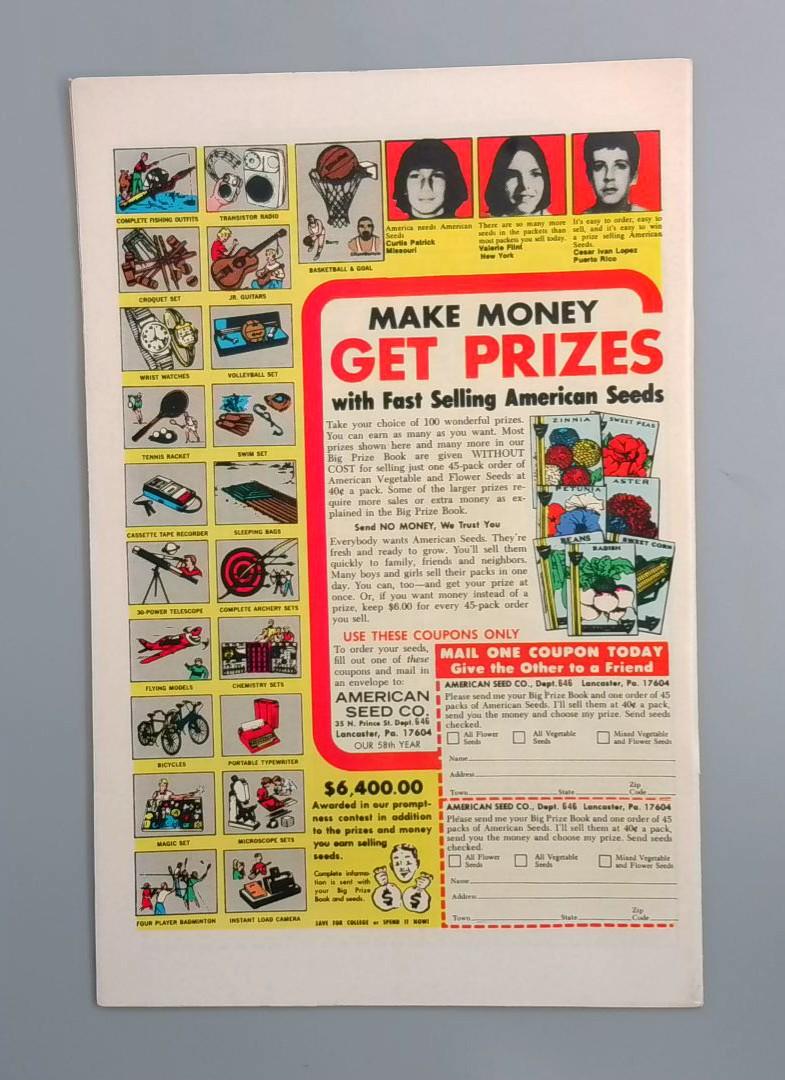 COMPLETE FISHING OUTFITS
TRANSISTOR RADIO
CROQUET SET
JR. GUITARS
WRIST WATCHES
VOLLEYBALL SET
TENNIS RACKET
SWIM SET
CASSETTE TAPE RECORDER
SLEEPING BAGS
30-POWER TELESCOPE
COMPLETE ARCHERY SETS
FLYING MODELS
CHEMISTRY SETS
BICYCLES
PORTABLE TYPEWRITER
MAGIC SET
MICROSCOPE SETS
FOUR PLAYER BADMINTON
INSTANT LOAD CAMERA
Barry
BASKETBALL & GOAL
America needs American
Seeds
Curtis Patrick
Missouri
There are so many more
seeds in the packets than
most packets you sell today.
Valerie Flint
New York
It's easy to order, easy to
sell, and it's easy to win
a prize selling American
Seeds.
Cesar Ivan Lopez
Puerto Rico
MAKE MONEY
GET PRIZES
with Fast Selling American Seeds
Take your choice of 100 wonderful prizes.
You can earn as many as you want. Most
prizes shown here and many more in our
Big Prize Book are given WITHOUT
COST for selling just one 45-pack order of
American Vegetable and Flower Seeds at
40¢ a pack. Some of the larger prizes re-
quire more sales or extra money as ex-
plained in the Big Prize Book.
Send NO MONEY, We Trust You
Everybody wants American Seeds. They're
fresh and ready to grow. You'll sell them
quickly to family, friends and neighbors.
Many boys and girls sell their packs in one
day. You can, too—and get your prize at
once. Or, if you want money instead of a
prize, keep $6.00 for every 45-pack order
you sell.
ZINNIA
SWEET PEAS
PETUNIA
ASTER
BEANS
RADISH
SWEET CORN
USE THESE COUPONS ONLY
To order your seeds,
fill out one of these
coupons and mail in
an envelope to:
AMERICAN
SEED CO.
35 N. Prince St. Dept. 646
Lancaster, Pa. 17604
OUR 58th YEAR
MAIL ONE COUPON TODAY
Give the Other to a Friend
AMERICAN SEED CO., Dept. 646 Lancaster, Pa. 17604
Please send me your Big Prize Book and one order of 45
packs of American Seeds. I'll sell them at 40¢ a pack,
send you the money and choose my prize. Send seeds
checked.
All Flower Seeds
All Vegetable Seeds
Mixed Vegetable and Flower Seeds
Name
Address
Town State Zip Code
AMERICAN SEED CO., Dept. 646 Lancaster, Pa. 17604
Please send me your Big Prize Book and one order of 45
packs of American Seeds. I'll sell them at 40¢ a pack,
send you the money and choose my prize. Send seeds
checked.
All Flower Seeds
All Vegetable Seeds
Mixed Vegetable and Flower Seeds
Name
Address
Town State Zip Code
$6,400.00
Awarded in our prompt-
ness contest in addition
to the prizes and money
you earn selling
seeds.
Complete informa-
tion is sent with
your Big Prize
Book and seeds.
$ $
SAVE FOR COLLEGE or SPEND IT NOW!